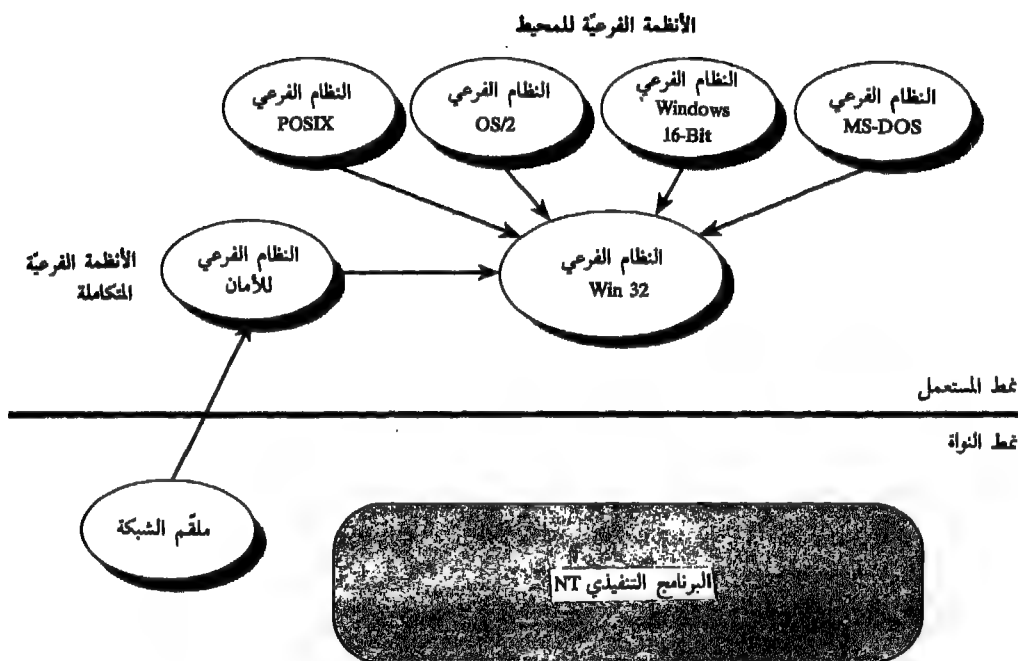 الأنظمة الفرعيّة للمحيط
النظام الفرعي
POSIX
النظام الفرعي
OS/2
النظام الفرعي
Windows
16-Bit
النظام الفرعي
MS-DOS
الأنظمة الفرعيّة
المتكاملة
النظام الفرعي
للأمان
النظام الفرعي
Win 32
نمط المستعمل
نمط النواة
ملقّم الشبكة
البرنامج التنفيذي NT